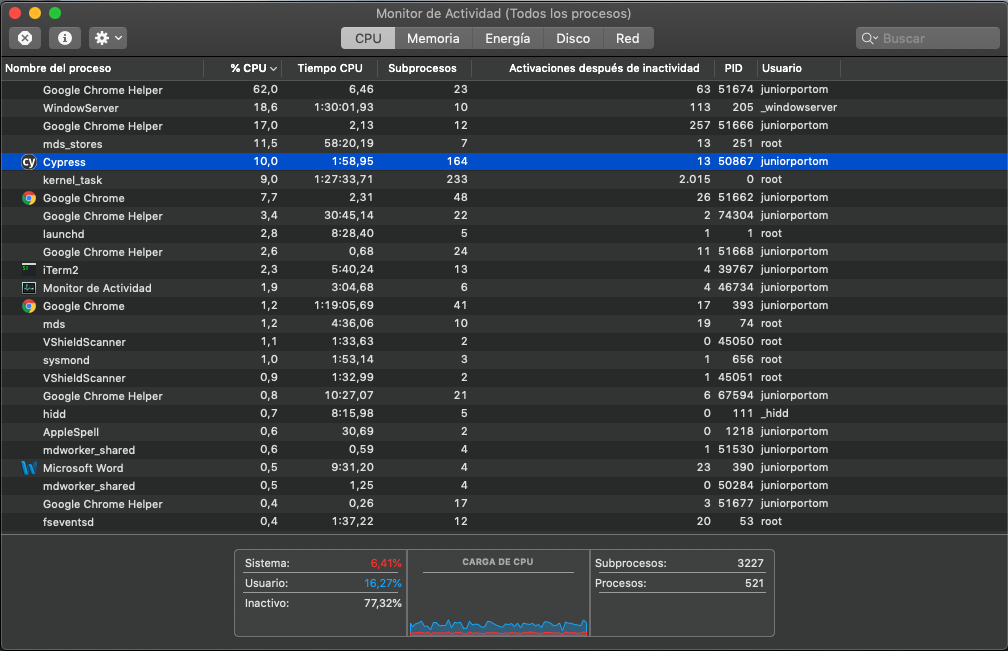 Monitor de Actividad (Todos los procesos)
CPU Memoria Energía Disco Red Buscar
Nombre del proceso % CPU Tiempo CPU Subprocesos Activaciones después de inactividad PID Usuario
Google Chrome Helper 62,0 6,46 23 63 51674 juniorportom
WindowServer 18,6 1:30:01,93 10 113 205 _windowserver
Google Chrome Helper 17,0 2,13 12 257 51666 juniorportom
mds_stores 11,5 58:20,19 7 13 251 root
cy Cypress 10,0 1:58,95 164 13 50867 juniorportom
kernel_task 9,0 1:27:33,71 233 2.015 0 root
Google Chrome 7,7 2,31 48 26 51662 juniorportom
Google Chrome Helper 3,4 30:45,14 22 2 74304 juniorportom
launchd 2,8 8:28,40 5 1 1 root
Google Chrome Helper 2,6 0,68 24 11 51668 juniorportom
iTerm2 2,3 5:40,24 13 4 39767 juniorportom
Monitor de Actividad 1,9 3:04,68 6 4 46734 juniorportom
Google Chrome 1,2 1:19:05,69 41 17 393 juniorportom
mds 1,2 4:36,06 10 19 74 root
VShieldScanner 1,1 1:33,63 2 0 45050 root
sysmond 1,0 1:53,14 3 1 656 root
VShieldScanner 0,9 1:32,99 2 1 45051 root
Google Chrome Helper 0,8 10:27,07 21 6 67594 juniorportom
hidd 0,7 8:15,98 5 0 111 _hidd
AppleSpell 0,6 30,69 2 0 1218 juniorportom
mdworker_shared 0,6 0,59 4 1 51530 juniorportom
Microsoft Word 0,5 9:31,20 4 23 390 juniorportom
mdworker_shared 0,5 1,25 4 0 50284 juniorportom
Google Chrome Helper 0,4 0,26 17 3 51677 juniorportom
fseventsd 0,4 1:37,22 12 20 53 root
Sistema: 6,41% CARGA DE CPU Subprocesos: 3227
Usuario: 16,27% Procesos: 521
Inactivo: 77,32%